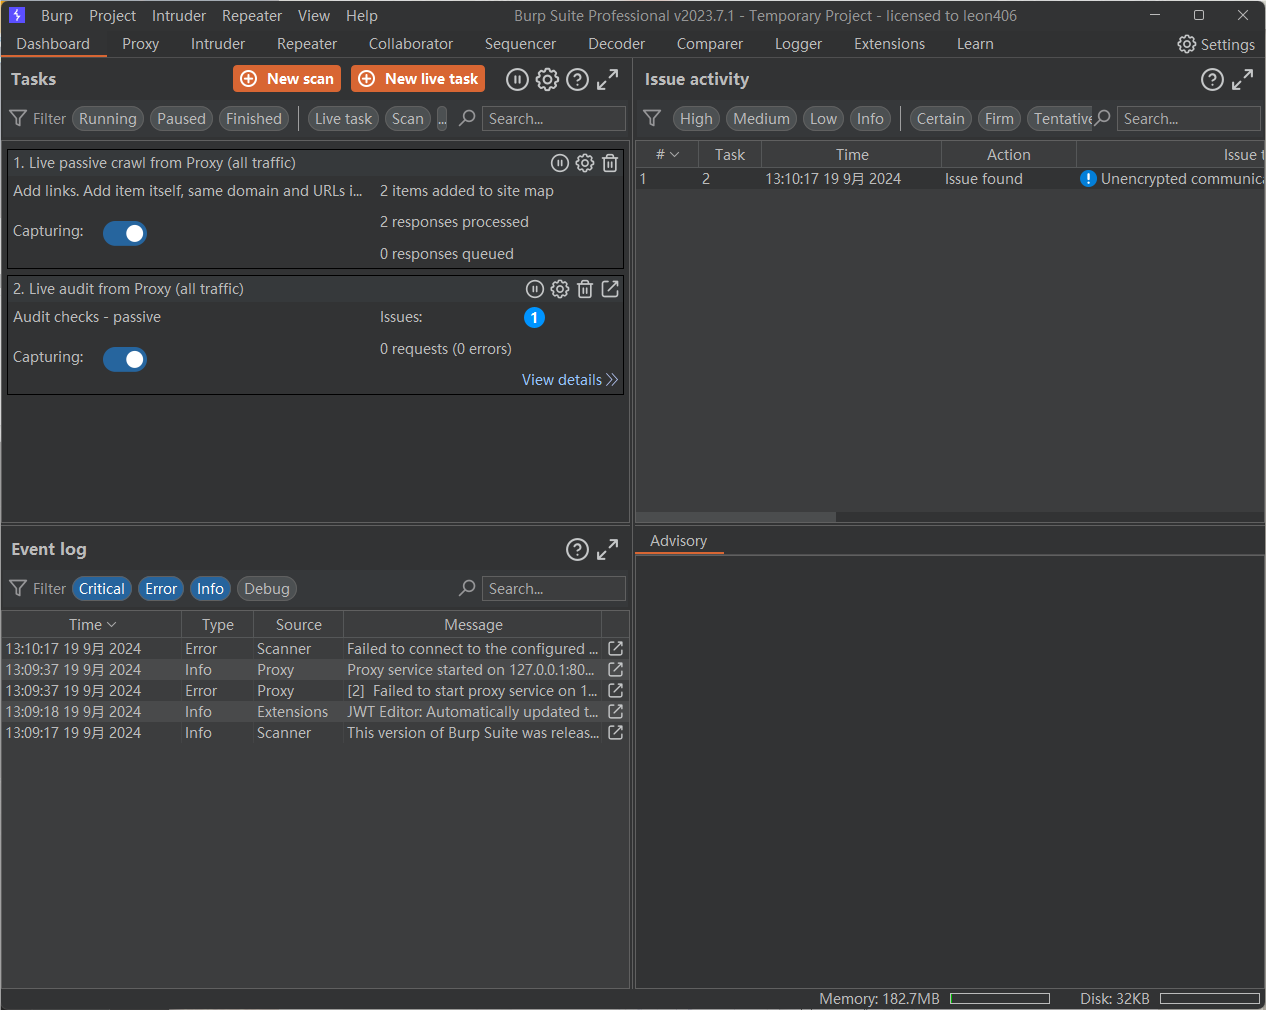 Burp Project Intruder Repeater View Help Burp Suite Professional v2023.7.1 - Temporary Project - licensed to leon406
Dashboard Proxy Intruder Repeater Collaborator Sequencer Decoder Comparer Logger Extensions Learn Settings
Tasks New scan New live task
Filter Running Paused Finished Live task Scan ... Search...
1. Live passive crawl from Proxy (all traffic)
Add links. Add item itself, same domain and URLs i... 2 items added to site map
2 responses processed
Capturing:
0 responses queued
2. Live audit from Proxy (all traffic)
Audit checks - passive Issues: 1
0 requests (0 errors)
Capturing:
View details
Issue activity
High Medium Low Info Certain Firm Tentative Search...
# Task Time Action Issue t
1 2 13:10:17 19 9月 2024 Issue found Unencrypted communica
Event log
Filter Critical Error Info Debug Search...
Time Type Source Message
13:10:17 19 9月 2024 Error Scanner Failed to connect to the configured ...
13:09:37 19 9月 2024 Info Proxy Proxy service started on 127.0.0.1:80...
13:09:37 19 9月 2024 Error Proxy [2] Failed to start proxy service on 1...
13:09:18 19 9月 2024 Info Extensions JWT Editor: Automatically updated t...
13:09:17 19 9月 2024 Info Scanner This version of Burp Suite was releas...
Advisory
Memory: 182.7MB Disk: 32KB